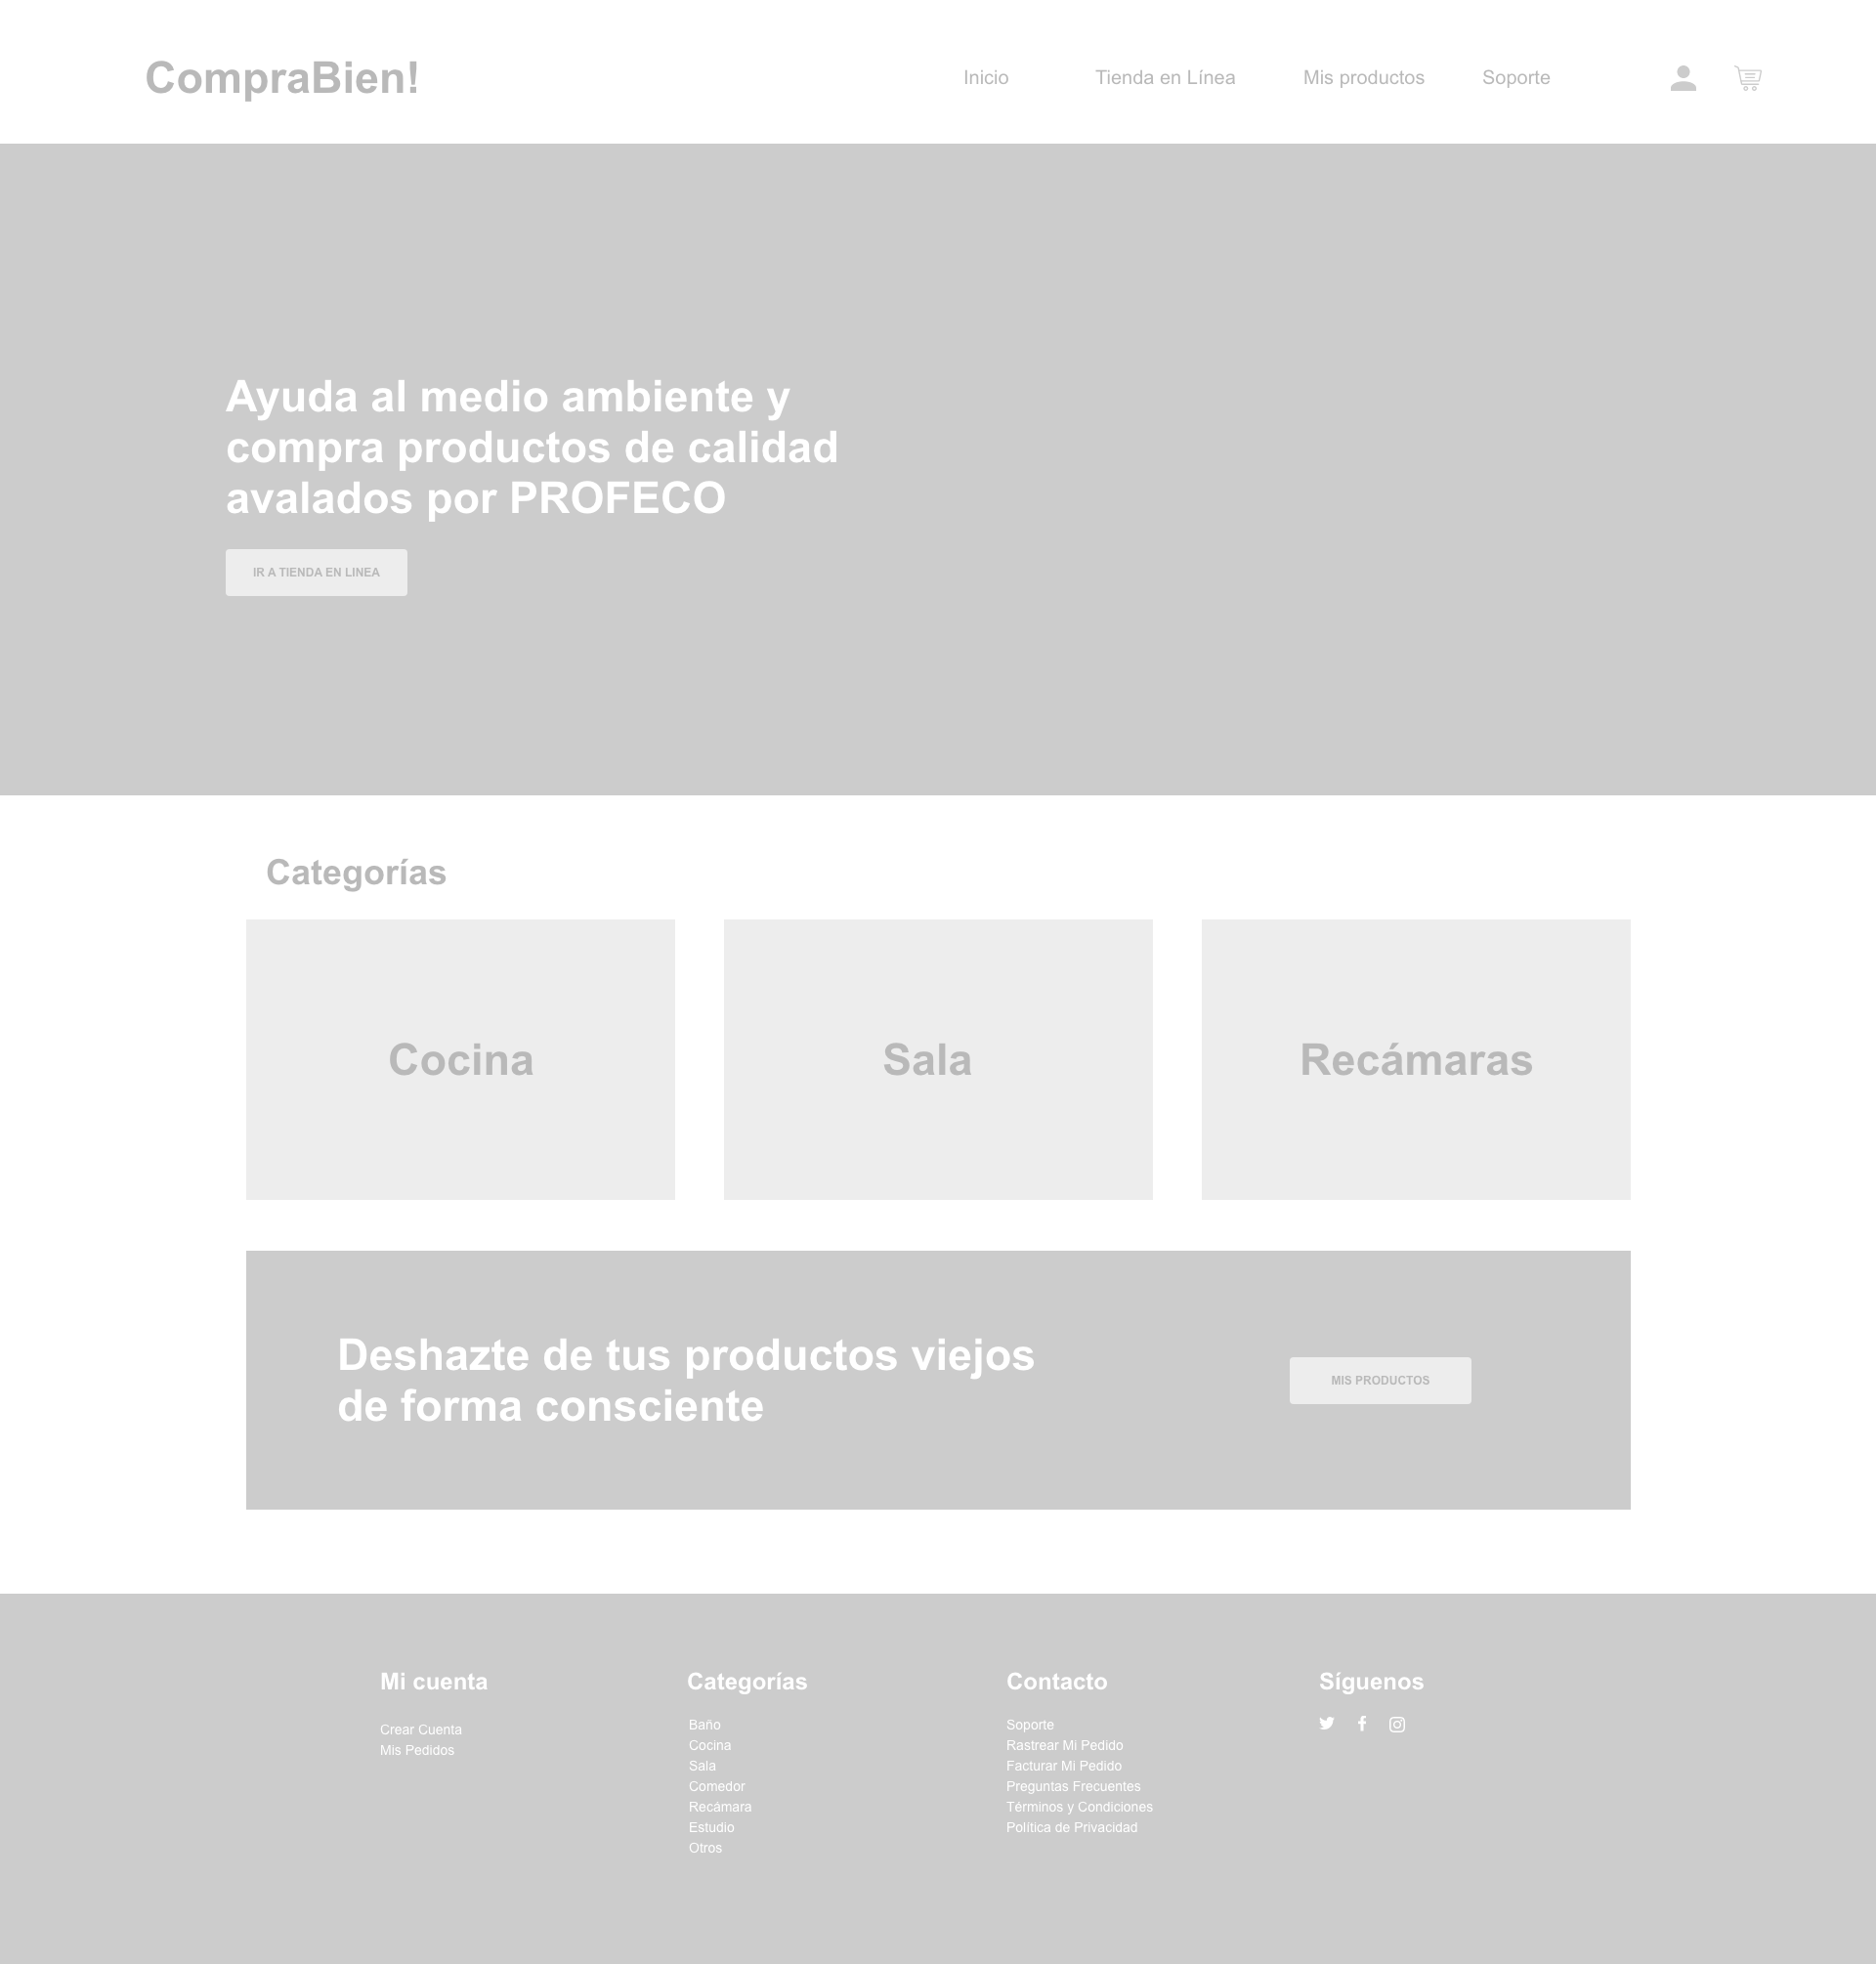 CompraBien!
Inicio
Tienda en Línea
Mis productos
Soporte
Ayuda al medio ambiente y
compra productos de calidad
avalados por PROFECO
IR A TIENDA EN LINEA
Categorías
Cocina
Sala
Recámaras
Deshazte de tus productos viejos
de forma consciente
MIS PRODUCTOS
Mi cuenta
Crear Cuenta
Mis Pedidos
Categorías
Baño
Cocina
Sala
Comedor
Recámara
Estudio
Otros
Contacto
Soporte
Rastrear Mi Pedido
Facturar Mi Pedido
Preguntas Frecuentes
Términos y Condiciones
Política de Privacidad
Síguenos